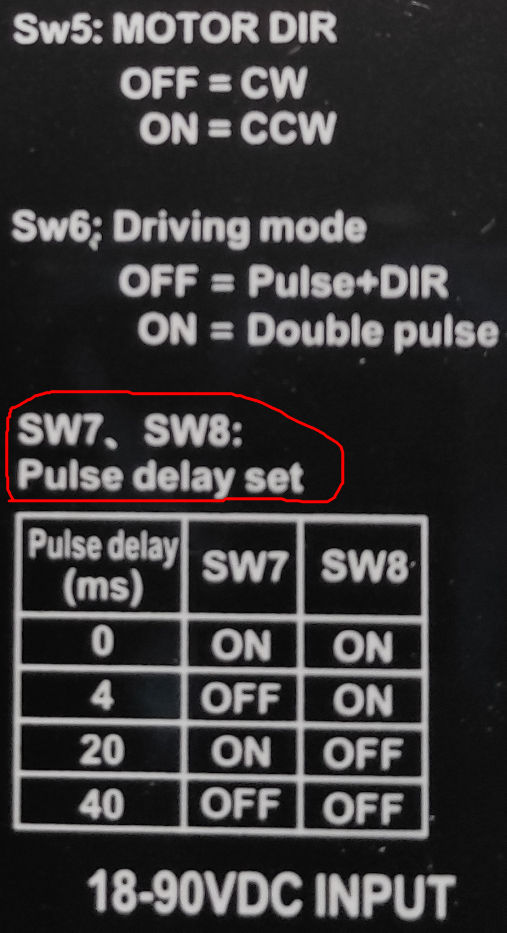 Sw5: MOTOR DIR
OFF = CW
ON = CCW
Sw6; Driving mode
OFF = Pulse+DIR
ON = Double pulse
SW7、SW8:
Pulse delay set
Pulse delay (ms) SW7 SW8
0 ON ON
4 OFF ON
20 ON OFF
40 OFF OFF
18-90VDC INPUT